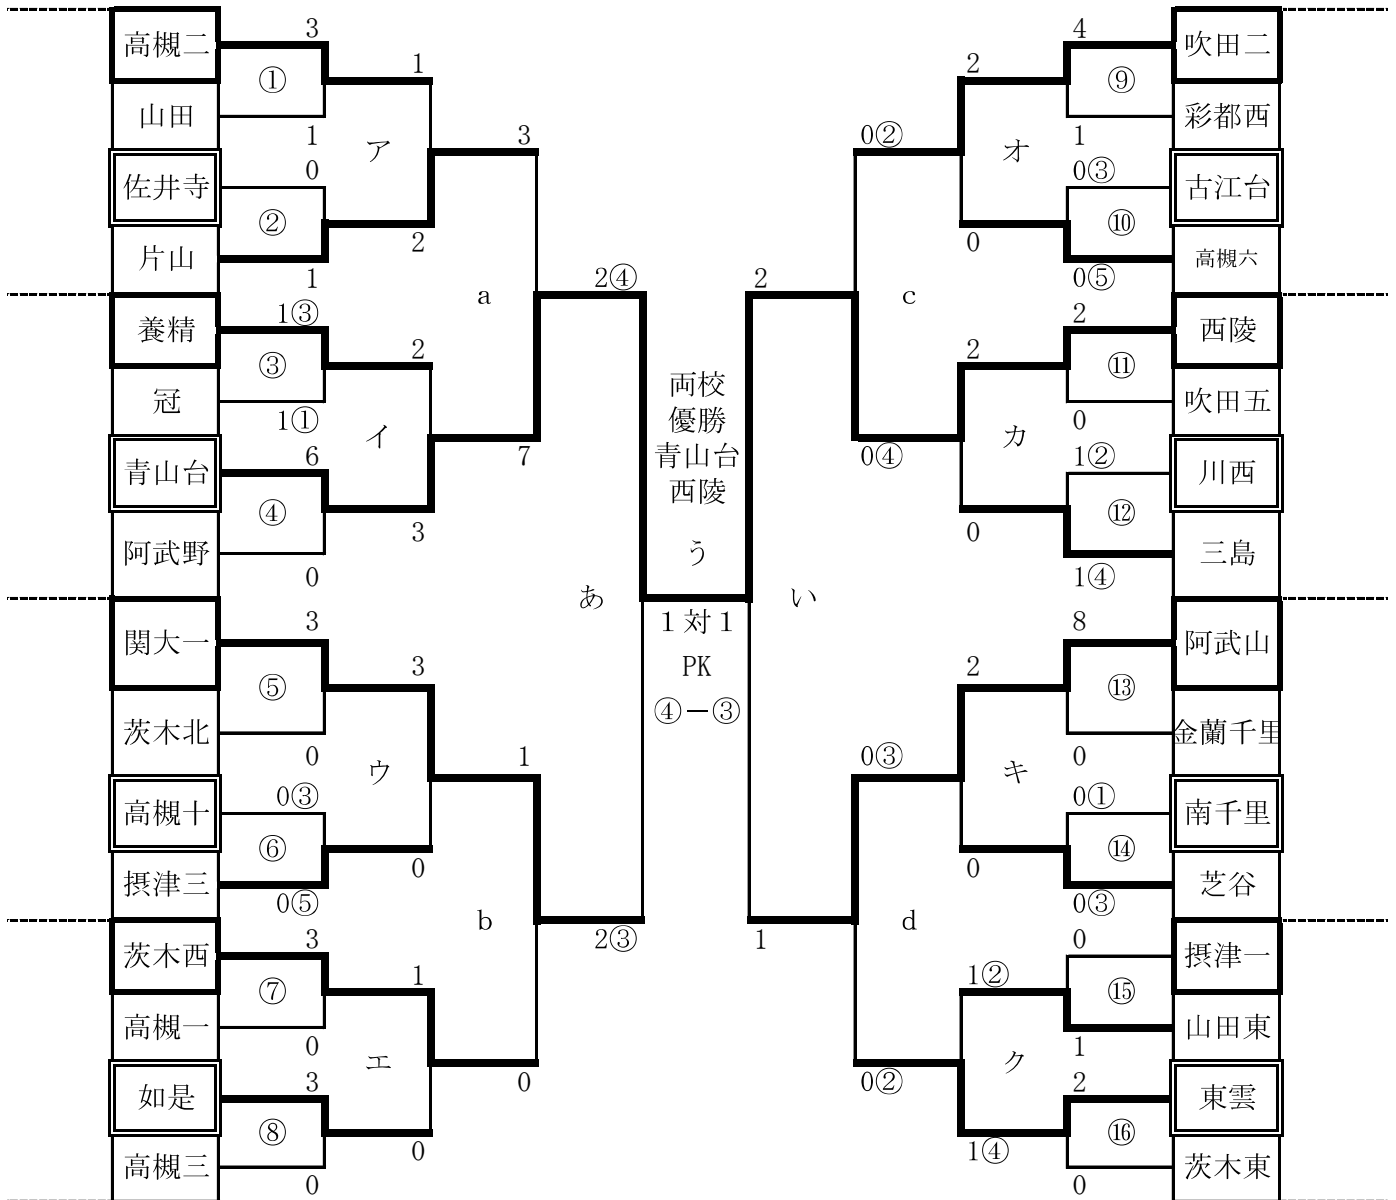 高槻二
3
①
1
山田
1
ア
3
佐井寺
0
②
2
片山
1
a
2④
養精
1③
③
2
冠
1①
イ
7
青山台
6
④
3
阿武野
0
あ
関大一
3
⑤
3
茨木北
0
ウ
1
高槻十
0③
⑥
0
摂津三
0⑤
b
2③
茨木西
3
⑦
1
高槻一
0
エ
0
如是
3
⑧
0
高槻三
0
両校
優勝
青山台
西陵
う
1対1
PK
④－③
吹田二
4
⑨
2
彩都西
1
オ
0②
古江台
0③
⑩
0
高槻六
0⑤
c
2
西陵
2
⑪
2
吹田五
0
カ
0④
川西
1②
⑫
0
三島
1④
い
阿武山
8
⑬
2
金蘭千里
0
キ
0③
南千里
0①
⑭
0
芝谷
0③
d
1
摂津一
0
⑮
1②
山田東
1
ク
0②
東雲
2
⑯
1④
茨木東
0